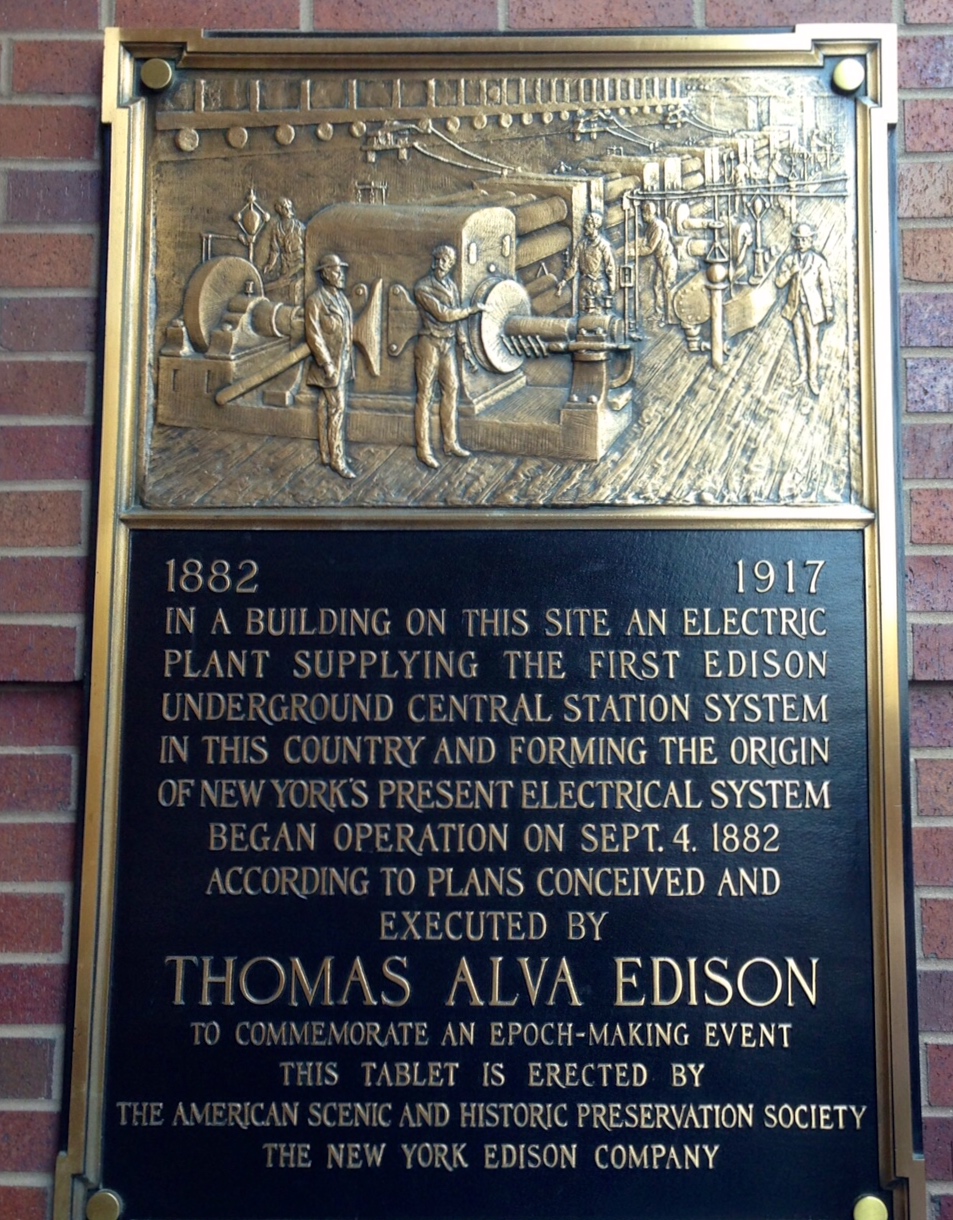 1882 1917
IN A BUILDING ON THIS SITE AN ELECTRIC
PLANT SUPPLYING THE FIRST EDISON
UNDERGROUND CENTRAL STATION SYSTEM
IN THIS COUNTRY AND FORMING THE ORIGIN
OF NEW YORK'S PRESENT ELECTRICAL SYSTEM
BEGAN OPERATION ON SEPT. 4. 1882
ACCORDING TO PLANS CONCEIVED AND
EXECUTED BY
THOMAS ALVA EDISON
TO COMMEMORATE AN EPOCH-MAKING EVENT
THIS TABLET IS ERECTED BY
THE AMERICAN SCENIC AND HISTORIC PRESERVATION SOCIETY
THE NEW YORK EDISON COMPANY